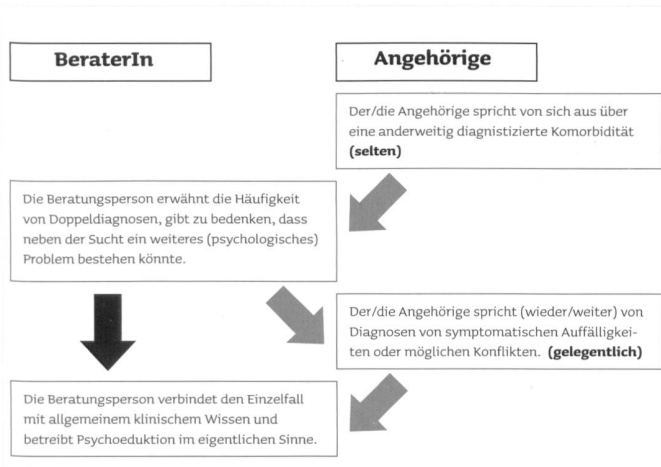 BeraterIn
Angehörige
Der/die Angehörige spricht von sich aus über
eine anderweitig diagnistizierte Komorbidität
(selten)
Die Beratungsperson erwähnt die Häufigkeit
von Doppeldiagnosen, gibt zu bedenken, dass
neben der Sucht ein weiteres (psychologisches)
Problem bestehen könnte.
Der/die Angehörige spricht (wieder/weiter) von
Diagnosen von symptomatischen Auffälligkei-
ten oder möglichen Konflikten. (gelegentlich)
Die Beratungsperson verbindet den Einzelfall
mit allgemeinem klinischem Wissen und
betreibt Psychoeduktion im eigentlichen Sinne.